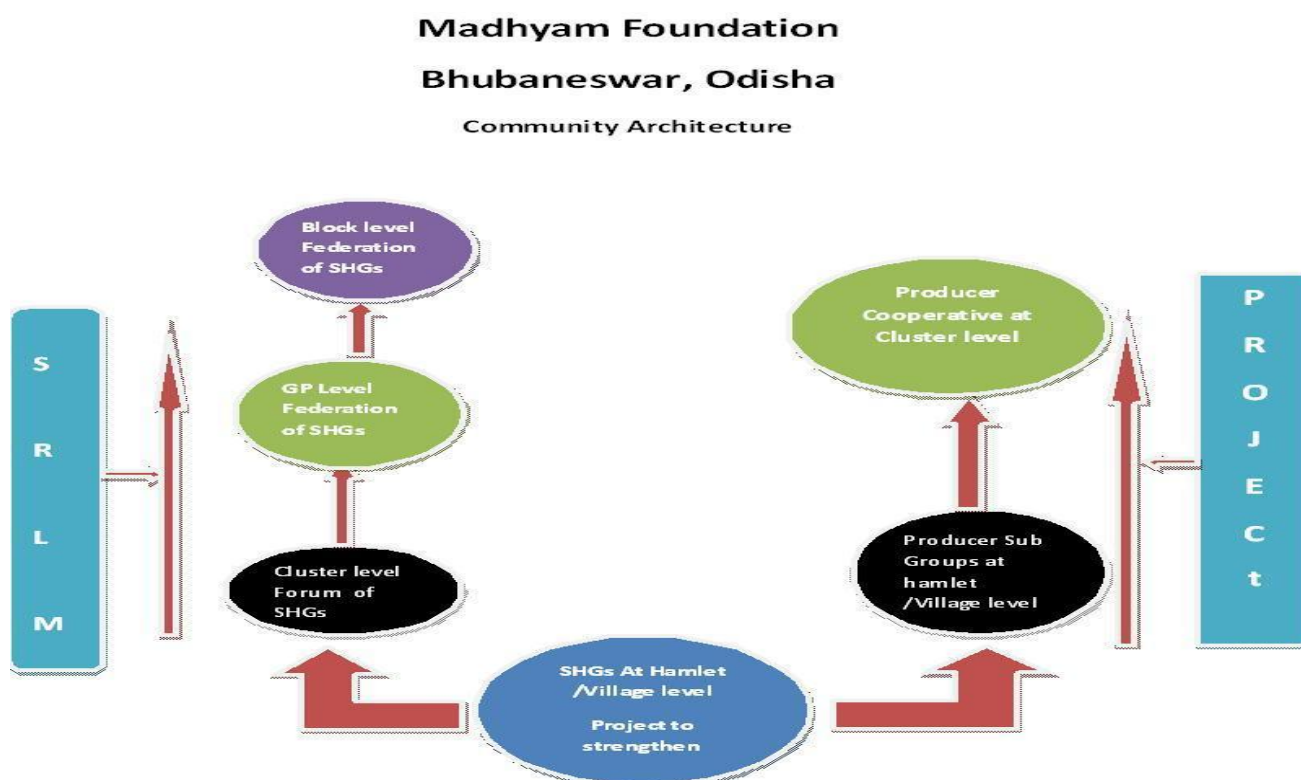 Madhyam Foundation
Bhubaneswar, Odisha
Community Architecture
Block level
Federation
of SHGs
Producer
Cooperative at
Cluster level
P
R
O
J
E
C
t
S
R
L
M
GP Level
Federation
of SHGs
Cluster level
Forum of
SHGs
Producer Sub
Groups at
hamlet
/Village level
SHGs At Hamlet
/Village level
Project to
strengthen